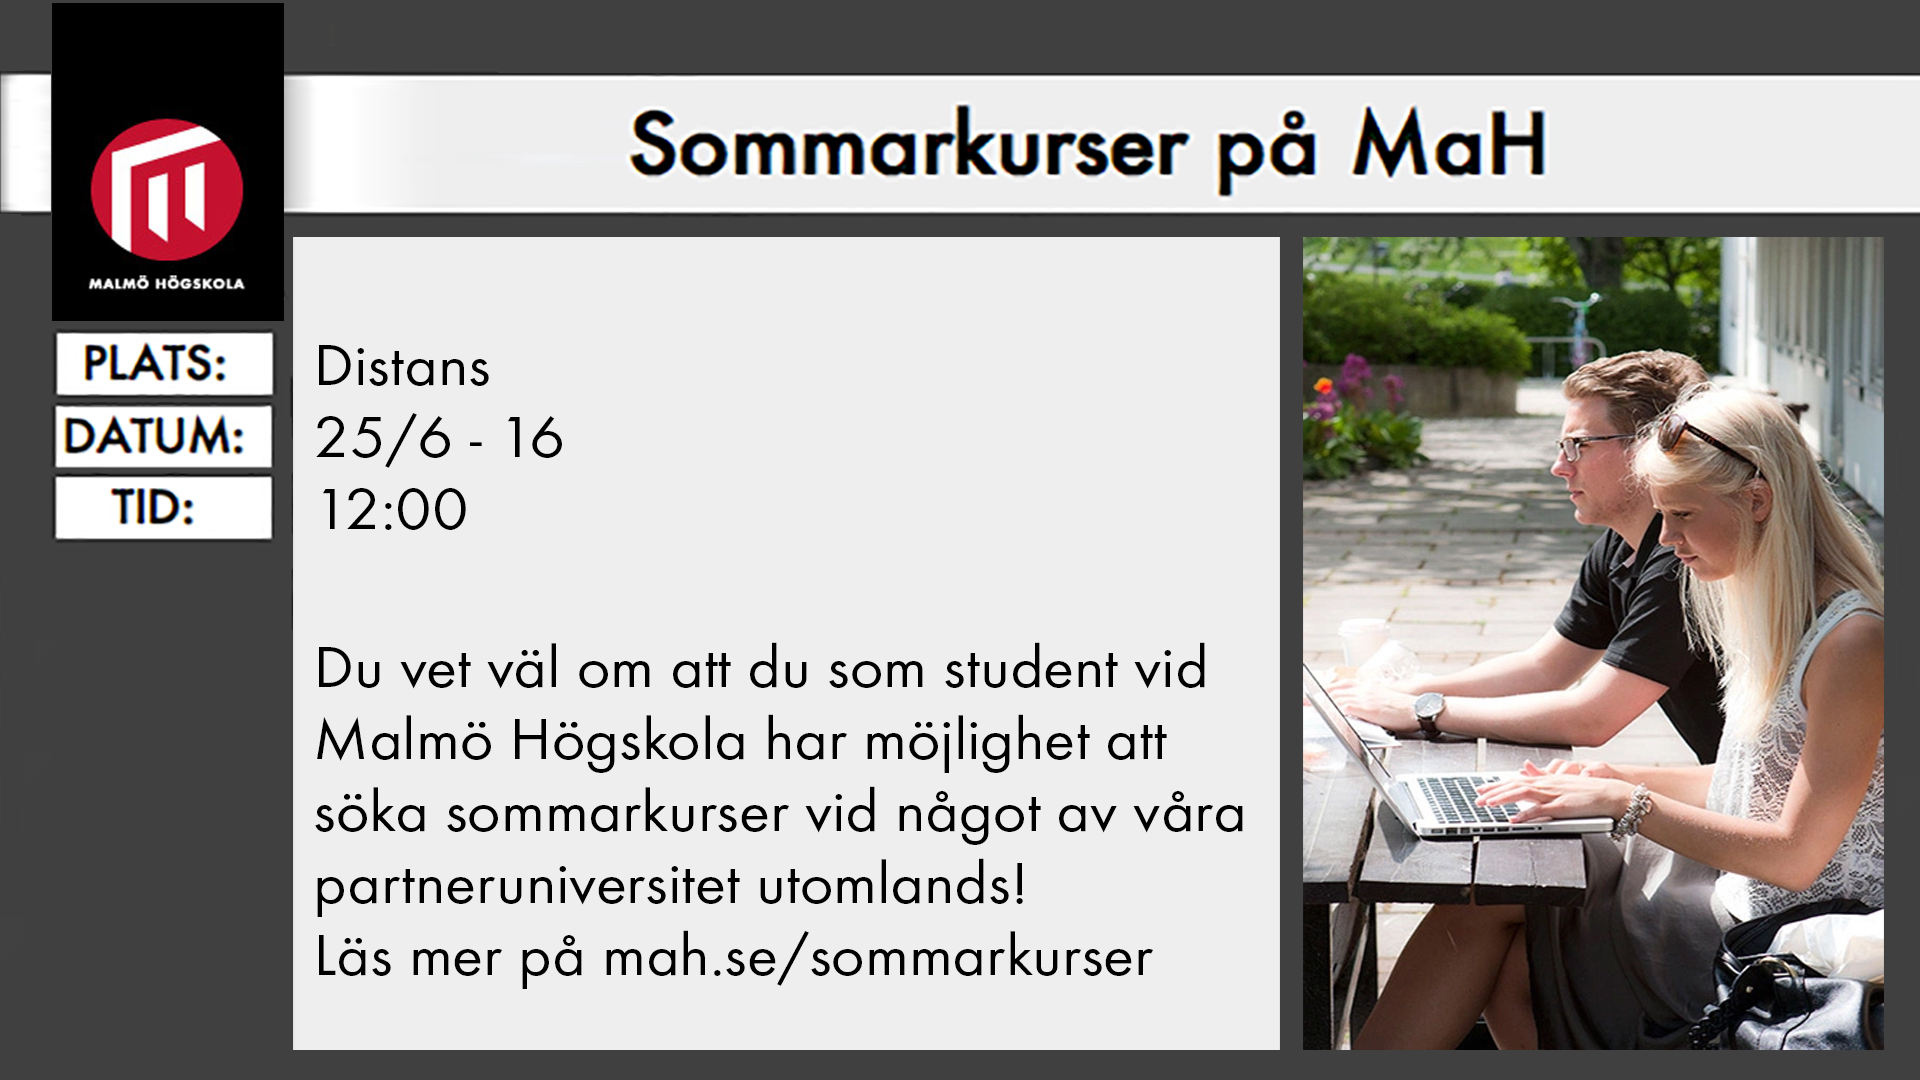 Sommarkurser på MaH
MALMÖ HÖGSKOLA
PLATS: Distans
DATUM: 25/6 - 16
TID: 12:00
Du vet väl om att du som student vid
Malmö Högskola har möjlighet att
söka sommarkurser vid något av våra
partneruniversitet utomlands!
Läs mer på mah.se/sommarkurser